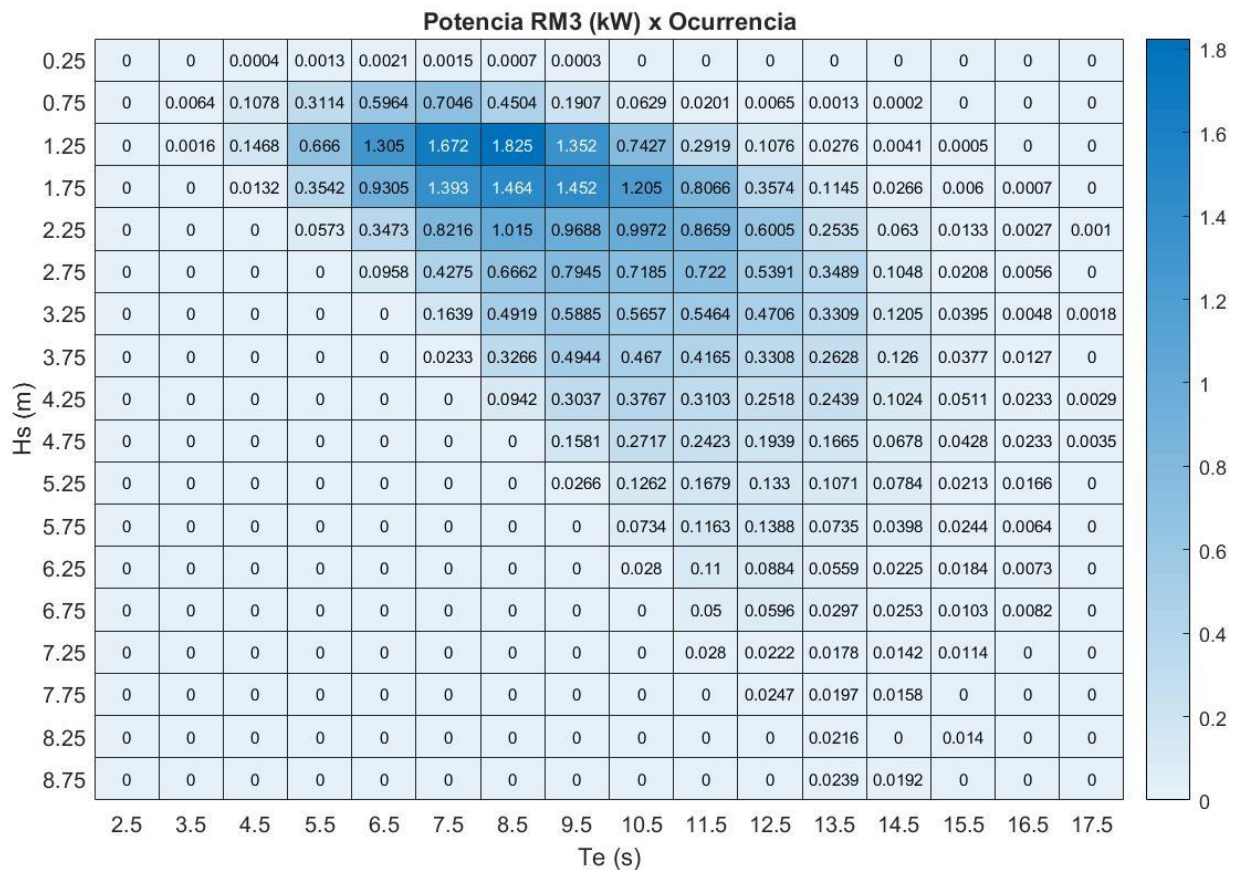 Potencia RM3 (kW) x Ocurrencia
0.25 0 0 0.0004 0.0013 0.0021 0.0015 0.0007 0.0003 0 0 0 0 0 0 0 0
0.75 0 0.0064 0.1078 0.3114 0.5964 0.7046 0.4504 0.1907 0.0629 0.0201 0.0065 0.0013 0.0002 0 0 0
1.25 0 0.0016 0.1468 0.666 1.305 1.672 1.825 1.352 0.7427 0.2919 0.1076 0.0276 0.0041 0.0005 0 0
1.75 0 0 0.0132 0.3542 0.9305 1.393 1.464 1.452 1.205 0.8066 0.3574 0.1145 0.0266 0.006 0.0007 0
2.25 0 0 0 0.0573 0.3473 0.8216 1.015 0.9688 0.9972 0.8659 0.6005 0.2535 0.063 0.0133 0.0027 0.001
2.75 0 0 0 0 0.0958 0.4275 0.6662 0.7945 0.7185 0.722 0.5391 0.3489 0.1048 0.0208 0.0056 0
3.25 0 0 0 0 0 0.1639 0.4919 0.5885 0.5657 0.5464 0.4706 0.3309 0.1205 0.0395 0.0048 0.0018
3.75 0 0 0 0 0 0.0233 0.3266 0.4944 0.467 0.4165 0.3308 0.2628 0.126 0.0377 0.0127 0
4.25 0 0 0 0 0 0 0.0942 0.3037 0.3767 0.3103 0.2518 0.2439 0.1024 0.0511 0.0233 0.0029
4.75 0 0 0 0 0 0 0 0.1581 0.2717 0.2423 0.1939 0.1665 0.0678 0.0428 0.0233 0.0035
5.25 0 0 0 0 0 0 0 0.0266 0.1262 0.1679 0.133 0.1071 0.0784 0.0213 0.0166 0
5.75 0 0 0 0 0 0 0 0 0.0734 0.1163 0.1388 0.0735 0.0398 0.0244 0.0064 0
6.25 0 0 0 0 0 0 0 0 0.028 0.11 0.0884 0.0559 0.0225 0.0184 0.0073 0
6.75 0 0 0 0 0 0 0 0 0 0.05 0.0596 0.0297 0.0253 0.0103 0.0082 0
7.25 0 0 0 0 0 0 0 0 0 0.028 0.0222 0.0178 0.0142 0.0114 0 0
7.75 0 0 0 0 0 0 0 0 0 0 0.0247 0.0197 0.0158 0 0 0
8.25 0 0 0 0 0 0 0 0 0 0 0 0.0216 0 0.014 0 0
8.75 0 0 0 0 0 0 0 0 0 0 0 0.0239 0.0192 0 0 0
2.5 3.5 4.5 5.5 6.5 7.5 8.5 9.5 10.5 11.5 12.5 13.5 14.5 15.5 16.5 17.5
Te (s)
Hs (m)
1.8
1.6
1.4
1.2
1
0.8
0.6
0.4
0.2
0